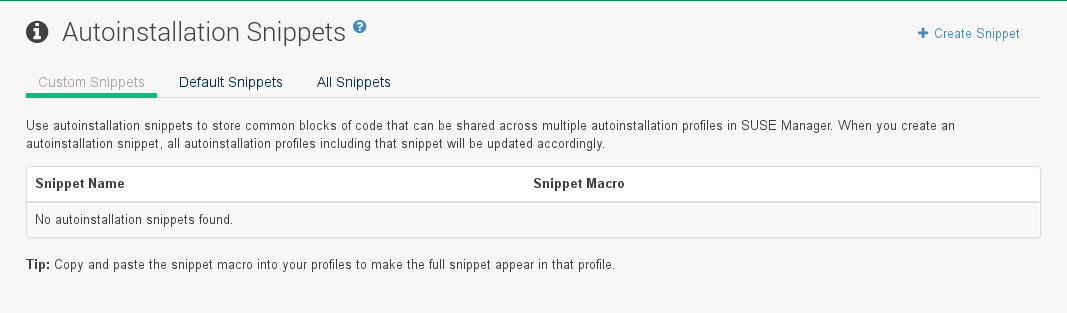 Autoinstallation Snippets ?
+ Create Snippet
Custom Snippets Default Snippets All Snippets
Use autoinstallation snippets to store common blocks of code that can be shared across multiple autoinstallation profiles in SUSE Manager. When you create an
autoinstallation snippet, all autoinstallation profiles including that snippet will be updated accordingly.
Snippet Name Snippet Macro
No autoinstallation snippets found.
Tip: Copy and paste the snippet macro into your profiles to make the full snippet appear in that profile.